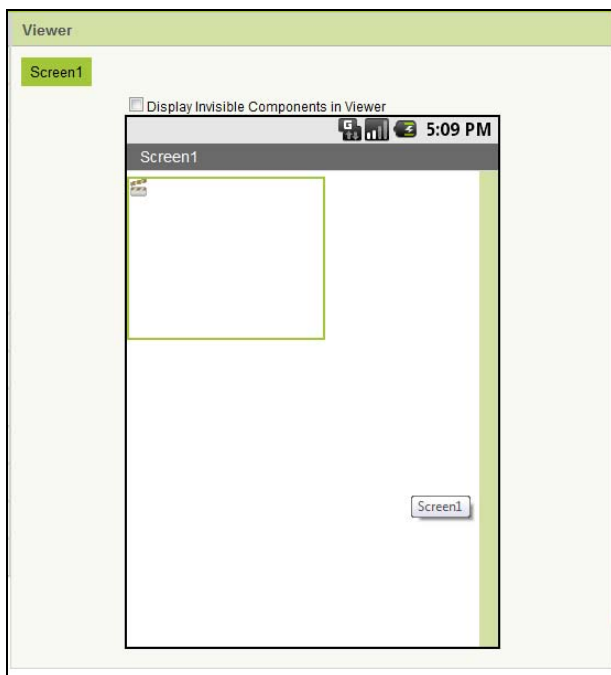 Viewer
Screen1
Display Invisible Components in Viewer
G 5:09 PM
Screen1
Screen1